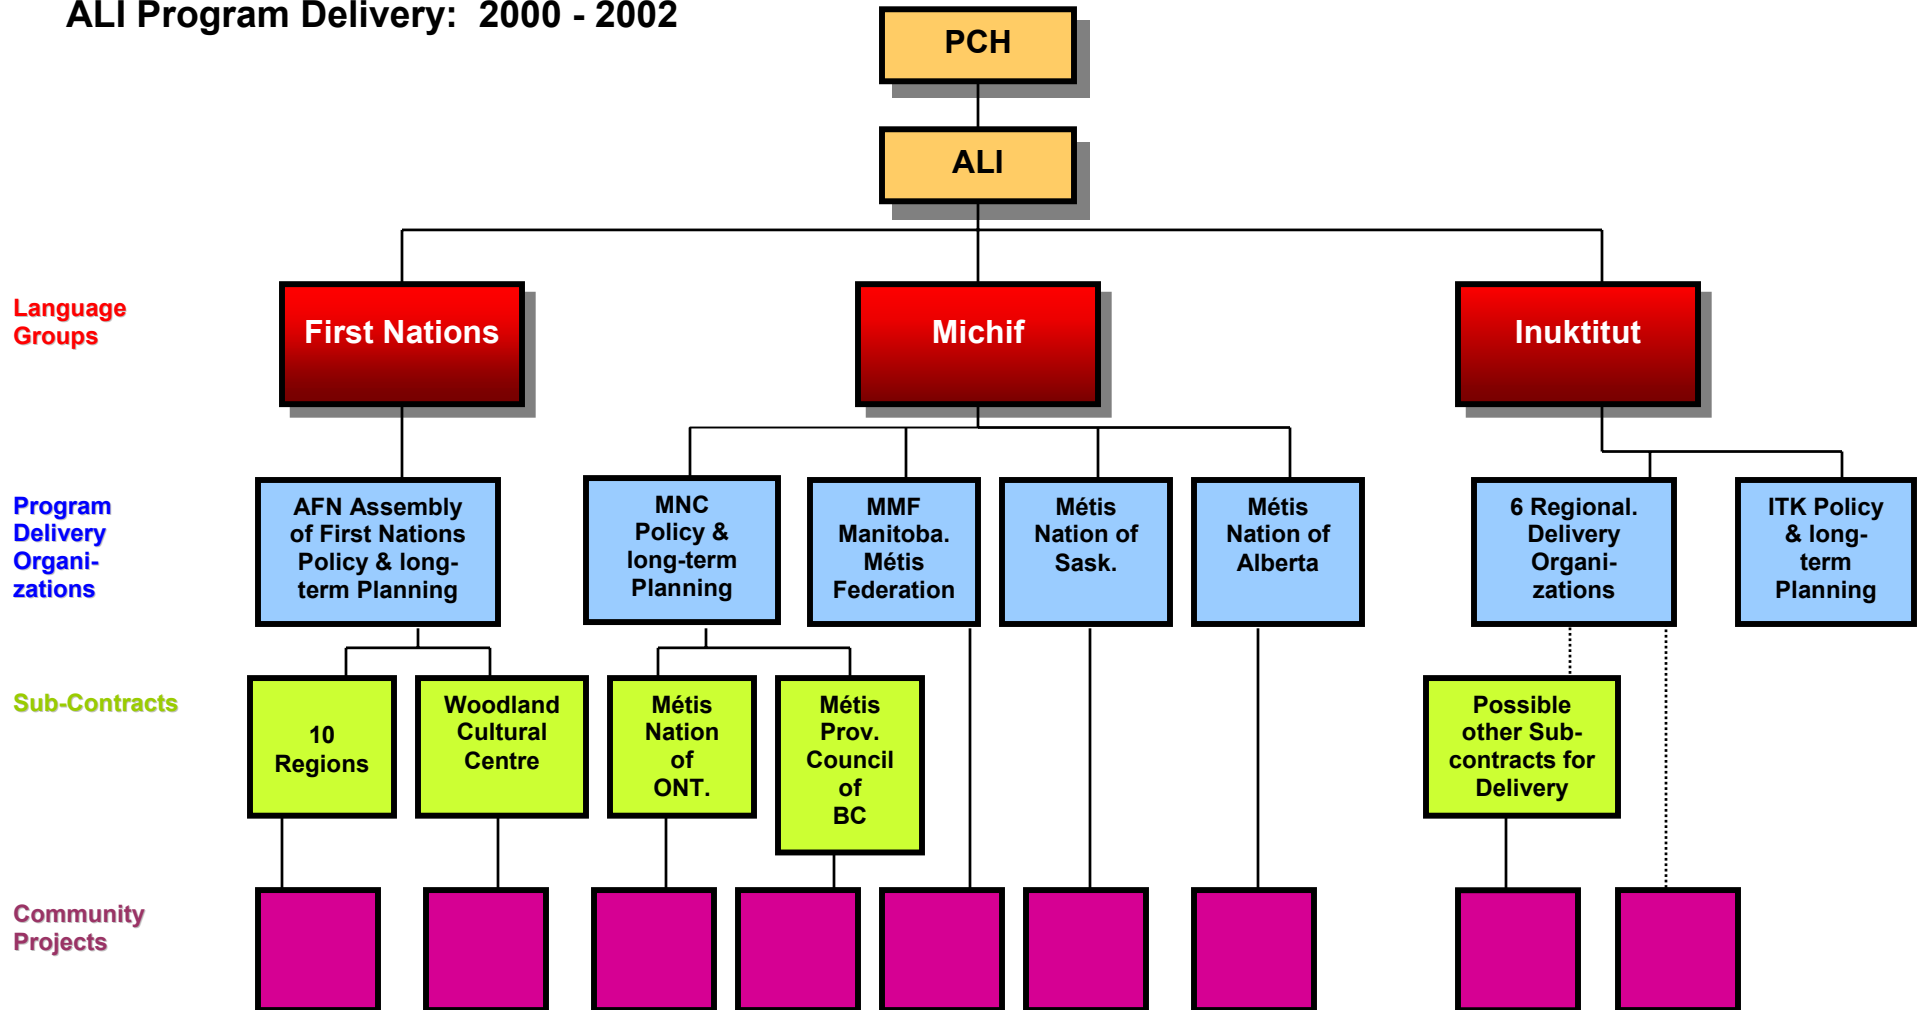 ALI Program Delivery: 2000 - 2002
PCH
ALI
Language
Groups
First Nations
Michif
Inuktitut
Program
Delivery
Organi-
zations
AFN Assembly
of First Nations
Policy & long-
term Planning
MNC
Policy &
long-term
Planning
MMF
Manitoba.
Métis
Federation
Métis
Nation of
Sask.
Métis
Nation of
Alberta
6 Regional.
Delivery
Organi-
zations
ITK Policy
& long-
term
Planning
Sub-Contracts
10
Regions
Woodland
Cultural
Centre
Métis
Nation
of
ONT.
Métis
Prov.
Council
of
BC
Possible
other Sub-
contracts for
Delivery
Community
Projects